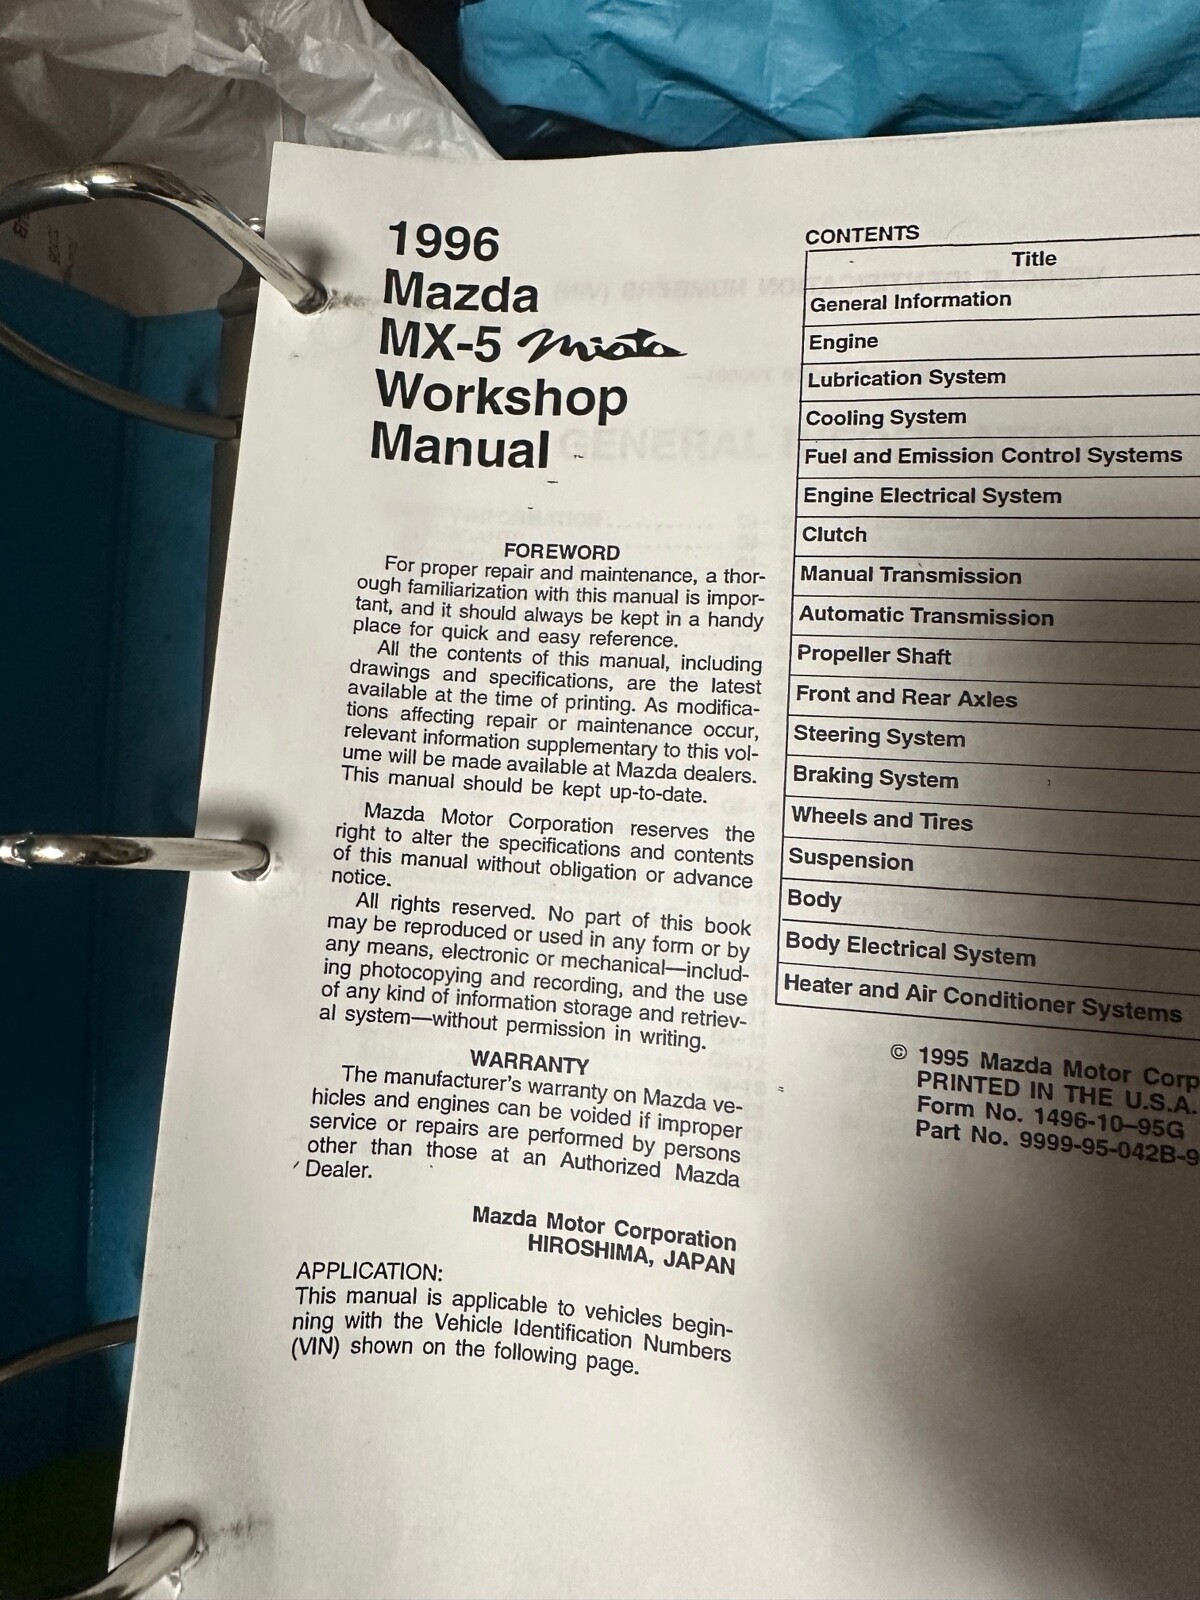 1996
Mazda
MX-5 Miata
Workshop
Manual
FOREWORD
For proper repair and maintenance, a thor-
ough familiarization with this manual is impor-
tant, and it should always be kept in a handy
place for quick and easy reference.
All the contents of this manual, including
drawings and specifications, are the latest
available at the time of printing. As modifica-
tions affecting repair or maintenance occur,
relevant information supplementary to this vol-
ume will be made available at Mazda dealers.
This manual should be kept up-to-date.
Mazda Motor Corporation reserves the
right to alter the specifications and contents
of this manual without obligation or advance
notice.
All rights reserved. No part of this book
may be reproduced or used in any form or by
any means, electronic or mechanical—includ-
ing photocopying and recording, and the use
of any kind of information storage and retriev-
al system—without permission in writing.
WARRANTY
The manufacturer's warranty on Mazda ve-
hicles and engines can be voided if improper
service or repairs are performed by persons
other than those at an Authorized Mazda
Dealer.
Mazda Motor Corporation
HIROSHIMA, JAPAN
APPLICATION:
This manual is applicable to vehicles begin-
ning with the Vehicle Identification Numbers
(VIN) shown on the following page.
CONTENTS
Title
General Information
Engine
Lubrication System
Cooling System
Fuel and Emission Control Systems
Engine Electrical System
Clutch
Manual Transmission
Automatic Transmission
Propeller Shaft
Front and Rear Axles
Steering System
Braking System
Wheels and Tires
Suspension
Body
Body Electrical System
Heater and Air Conditioner Systems
© 1995 Mazda Motor Corp
PRINTED IN THE U.S.A.
Form No. 1496-10–95G
Part No. 9999-95-042B-9